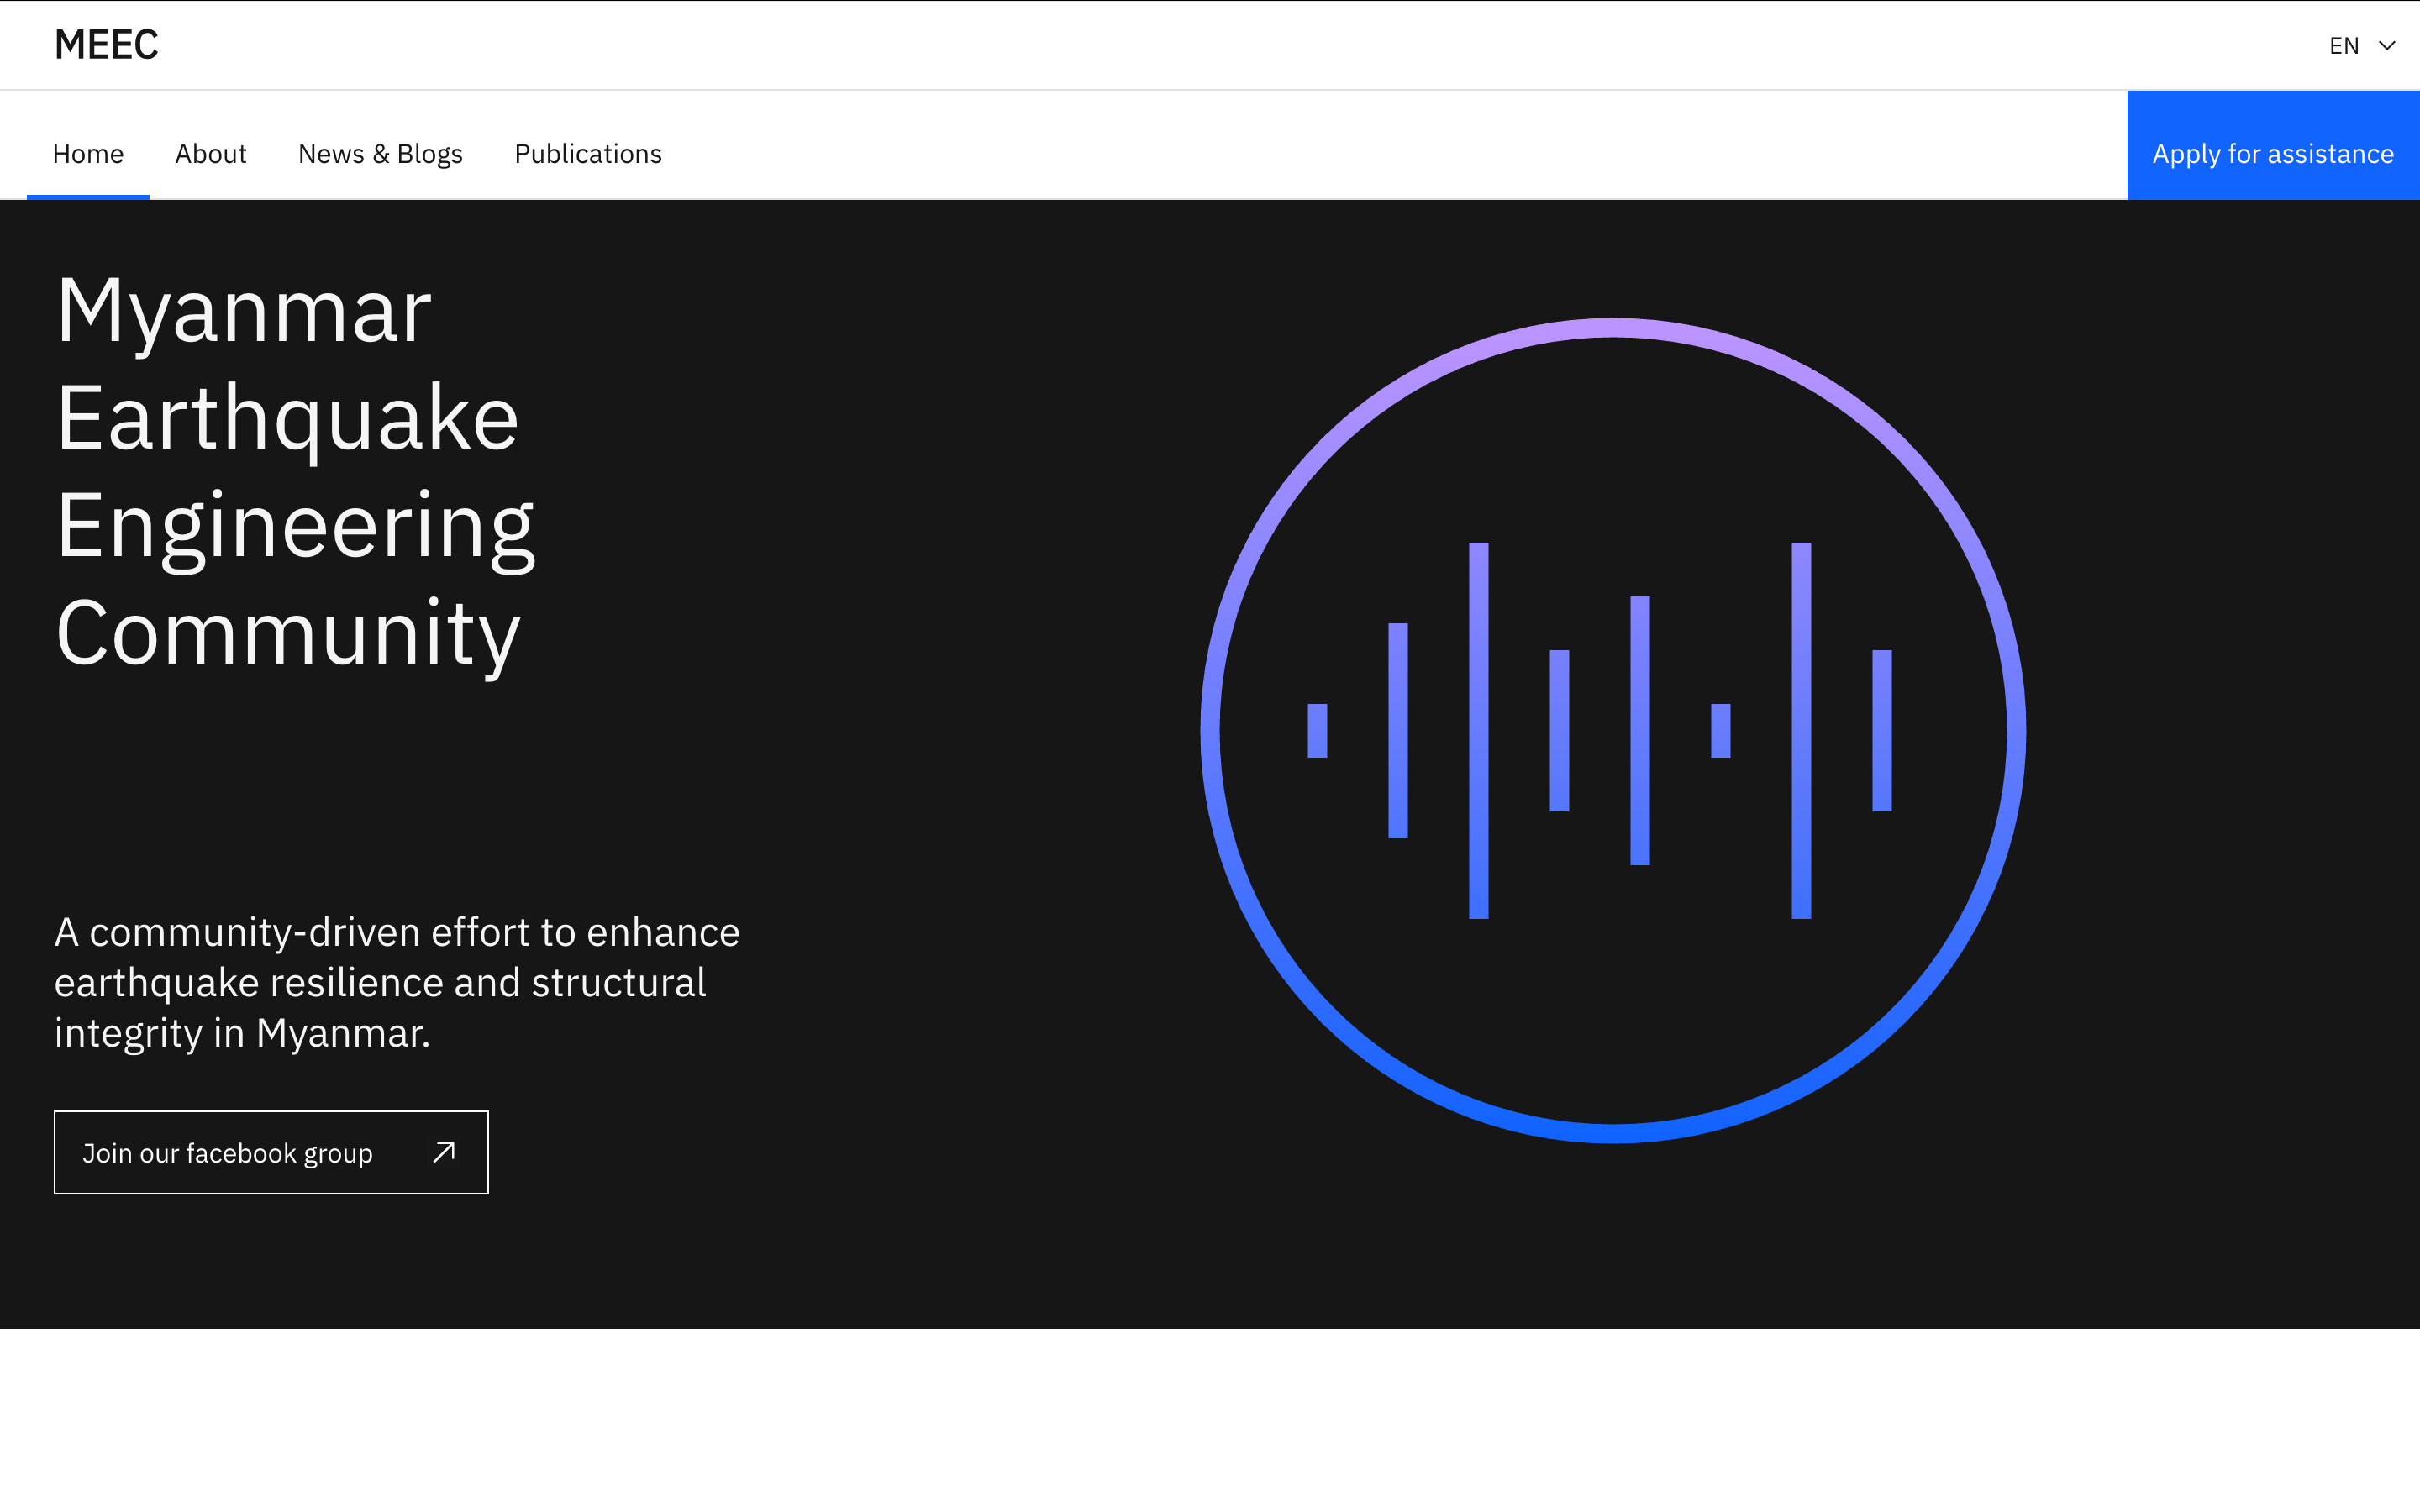 MEEC
EN
Home
About
News & Blogs
Publications
Apply for assistance
Myanmar
Earthquake
Engineering
Community
A community-driven effort to enhance
earthquake resilience and structural
integrity in Myanmar.
Join our facebook group